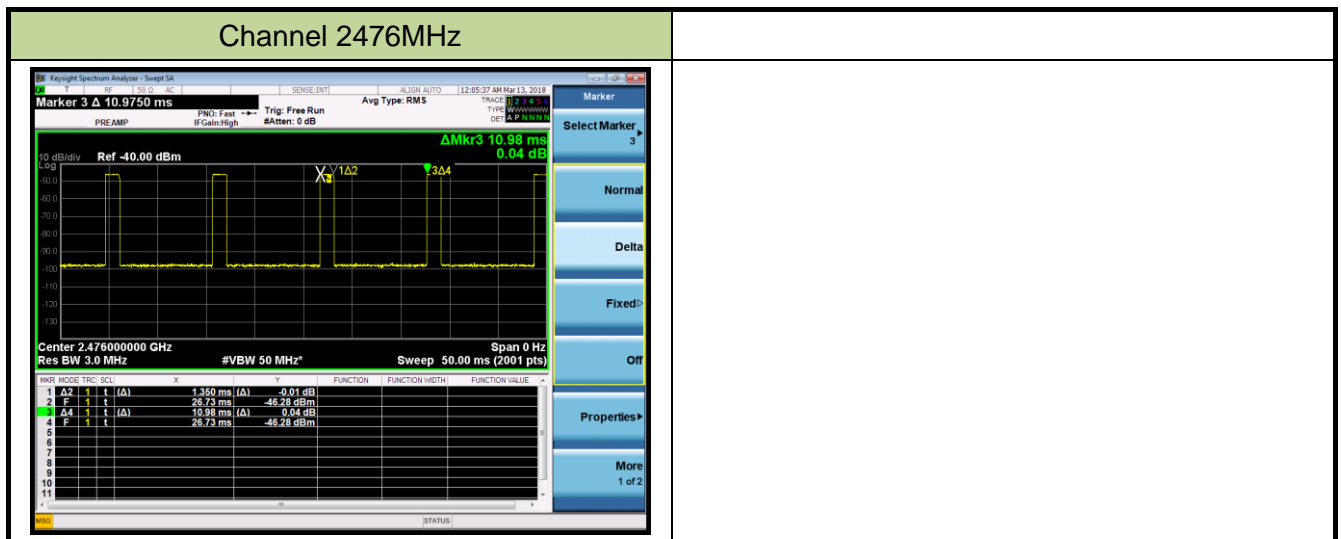 Channel 2476MHz
Keysight Spectrum Analyzer - Swept SA
T RF 50 Ω AC SENSE:INT ALIGN AUTO 12:05:37 AM Mar 13, 2018
Marker 3 Δ 10.9750 ms
PREAMP
PNO: Fast
IFGain:High
Trig: Free Run
#Atten: 0 dB
Avg Type: RMS
TRACE 1 2 3 4 5 6
TYPE WWWWWWW
DET A P N N N N
ΔMkr3 10.98 ms
0.04 dB
10 dB/div Ref -40.00 dBm
Log
1Δ2
3Δ4
-50.0
-60.0
-70.0
-80.0
-90.0
-100
-110
-120
-130
Center 2.476000000 GHz Span 0 Hz
Res BW 3.0 MHz #VBW 50 MHz* Sweep 50.00 ms (2001 pts)
MKR MODE TRC SCL X Y FUNCTION FUNCTION WIDTH FUNCTION VALUE
1 Δ2 1 t (Δ) 1.350 ms (Δ) -0.01 dB
2 F 1 t 26.73 ms -46.28 dBm
3 Δ4 1 t (Δ) 10.98 ms (Δ) 0.04 dB
4 F 1 t 26.73 ms -46.28 dBm
5
6
7
8
9
10
11
MSG STATUS
Marker
Select Marker
3
Normal
Delta
Fixed
Off
Properties
More
1 of 2